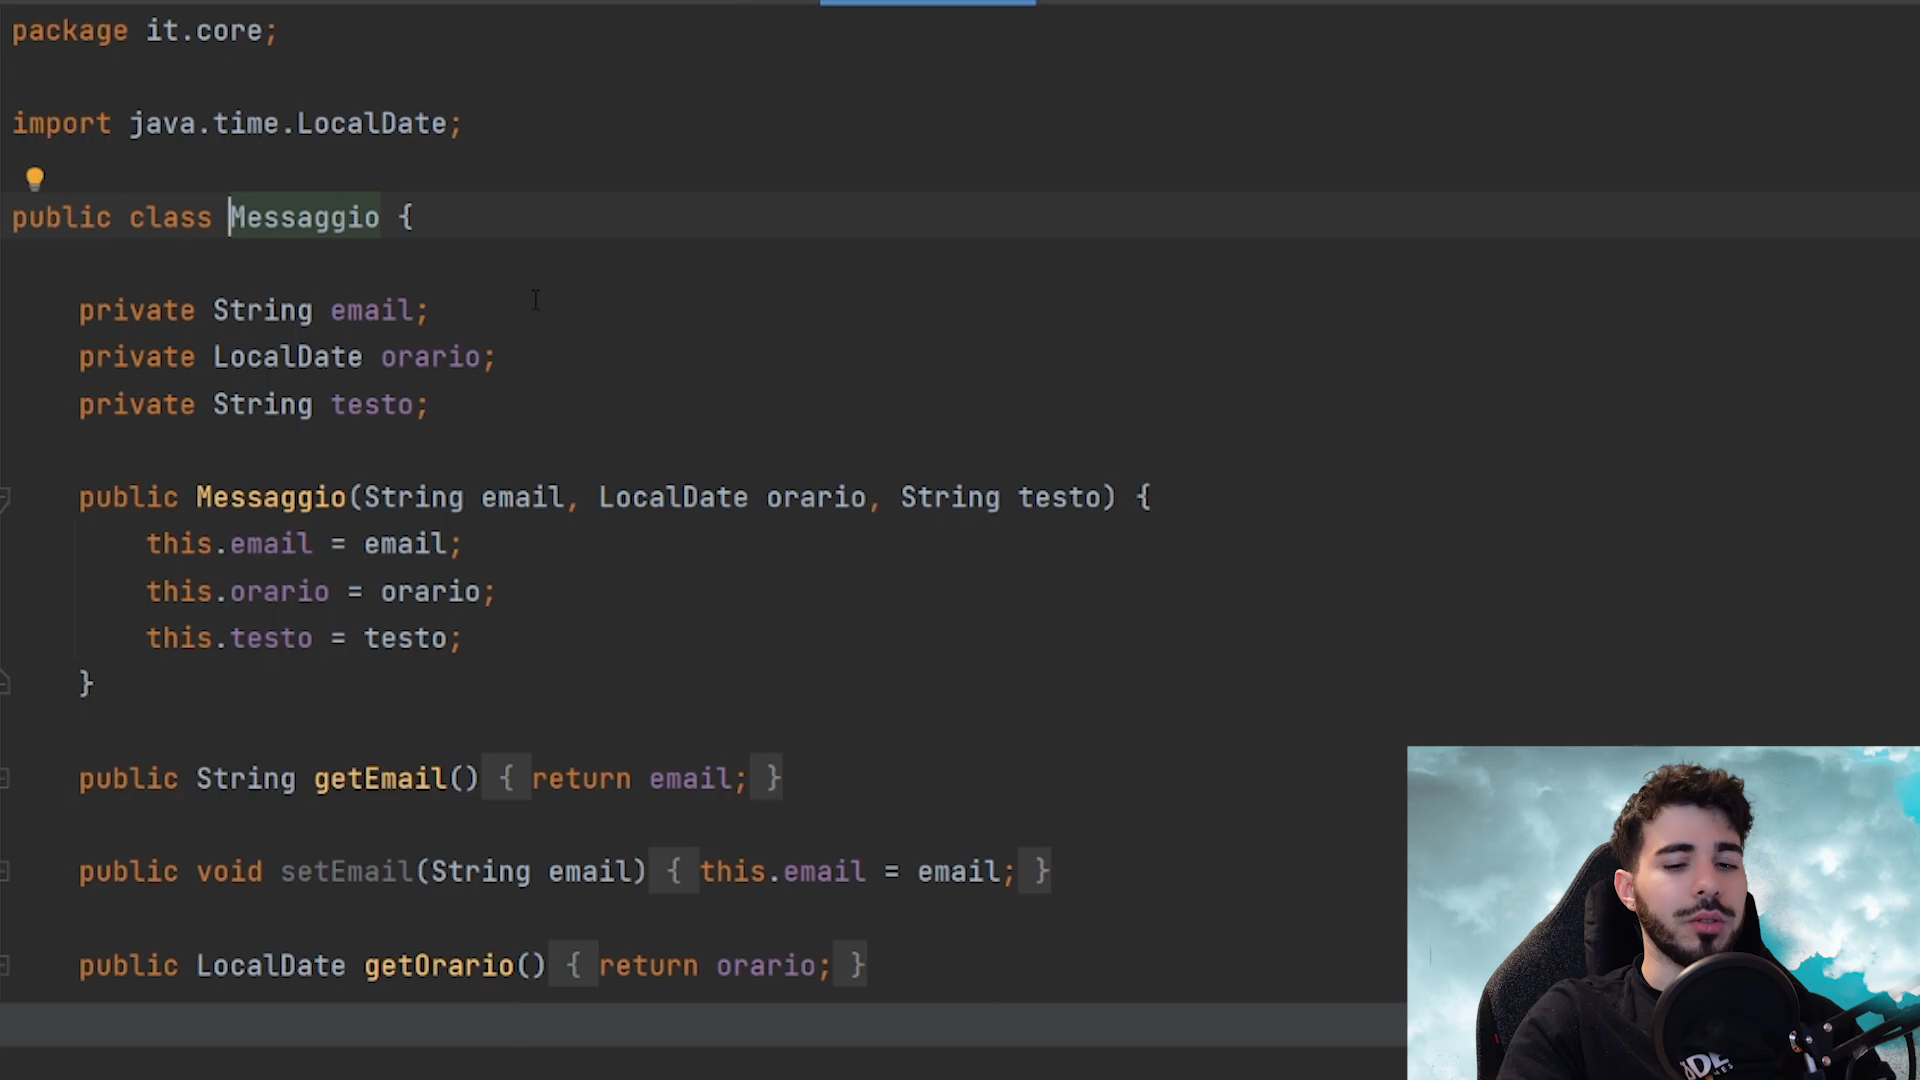 package it.core;
import java.time.LocalDate;
public class Messaggio {
private String email;
private LocalDate orario;
private String testo;
public Messaggio(String email, LocalDate orario, String testo) {
this.email = email;
this.orario = orario;
this.testo = testo;
}
public String getEmail() { return email; }
public void setEmail(String email) { this.email = email; }
public LocalDate getOrario() { return orario; }